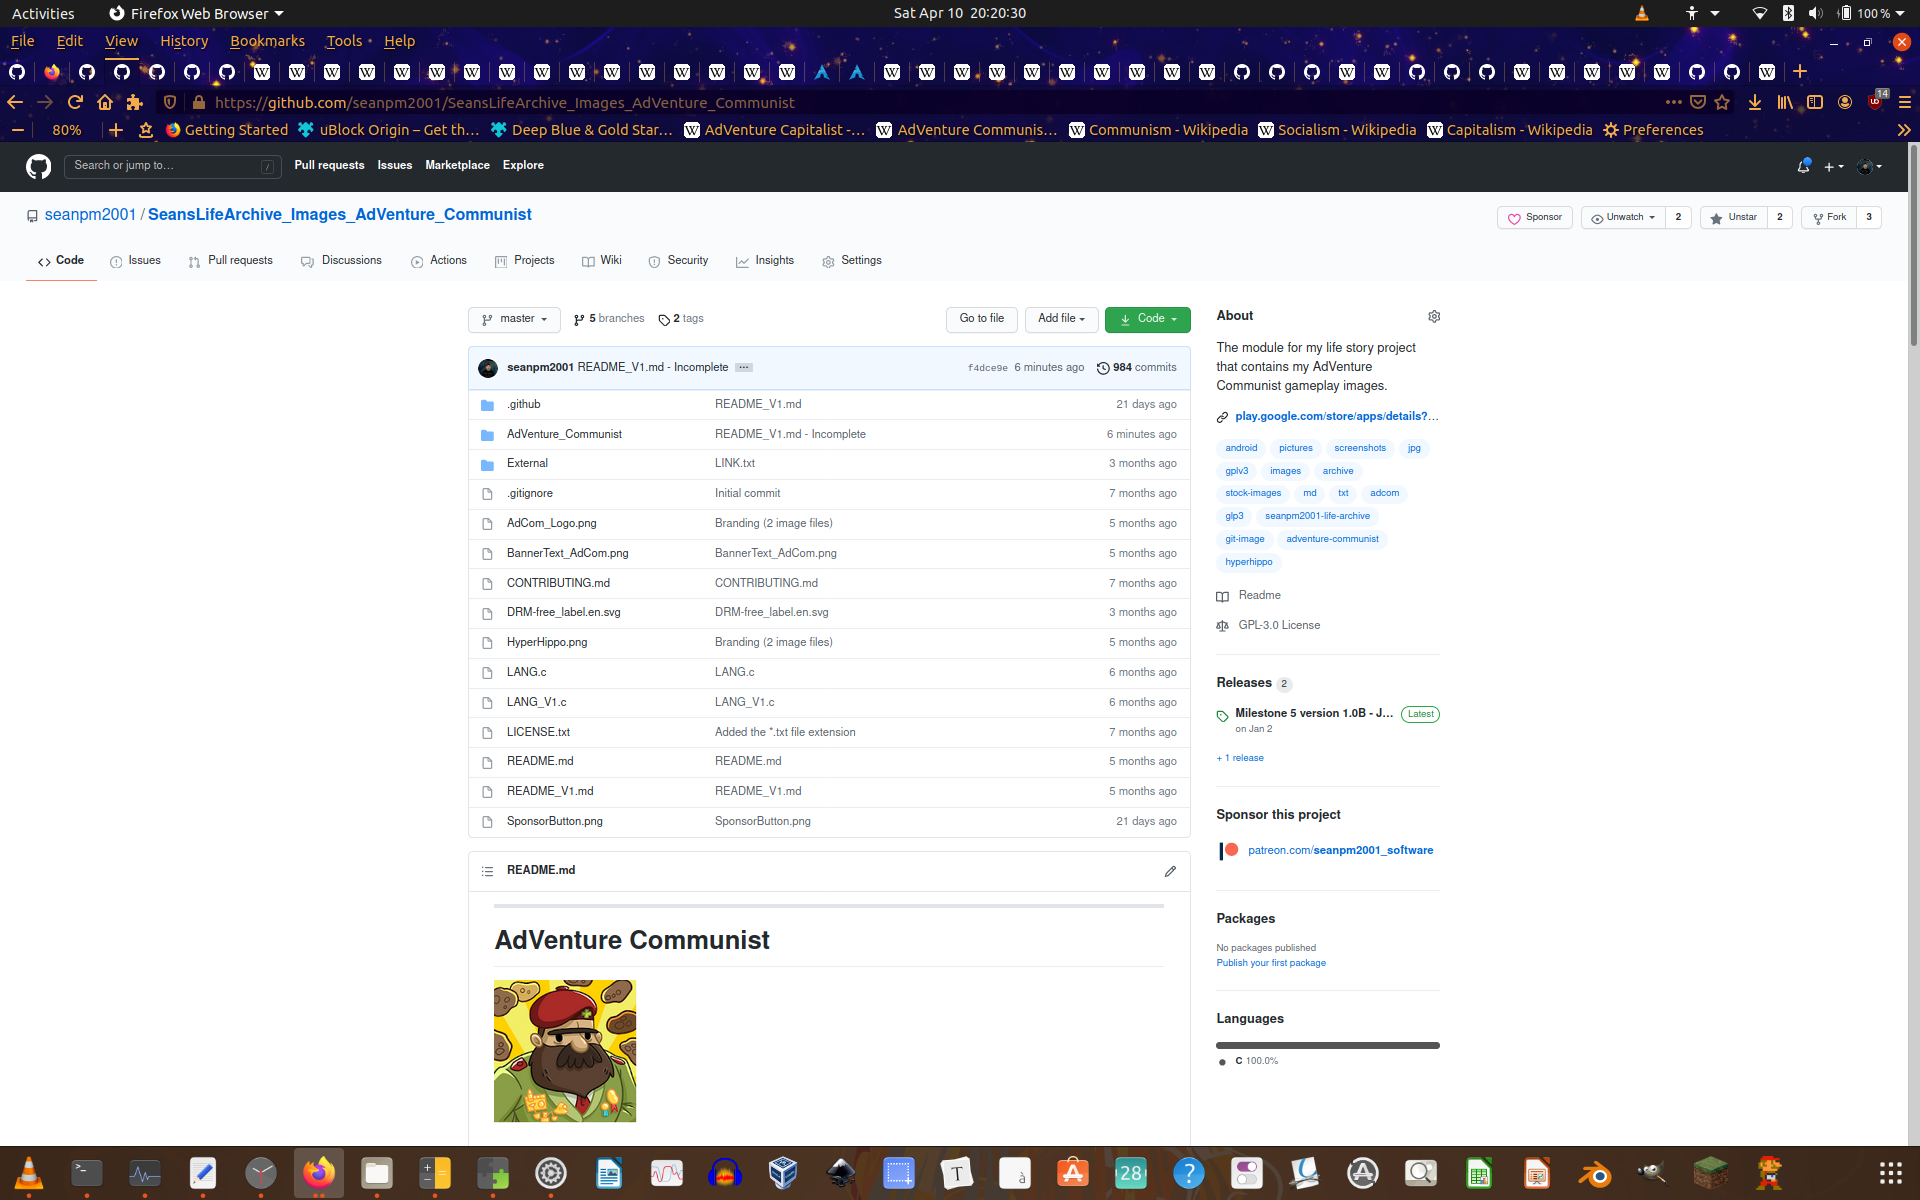 Activities Firefox Web Browser Sat Apr 10 20:20:30 100 %
File Edit View History Bookmarks Tools Help
https://github.com/seanpm2001/SeansLifeArchive_Images_AdVenture_Communist 14
80% Getting Started uBlock Origin – Get th… Deep Blue & Gold Star… AdVenture Capitalist -… AdVenture Communis… Communism - Wikipedia Socialism - Wikipedia Capitalism - Wikipedia Preferences
Search or jump to… / Pull requests Issues Marketplace Explore
seanpm2001 / SeansLifeArchive_Images_AdVenture_Communist Sponsor Unwatch 2 Unstar 2 Fork 3
Code Issues Pull requests Discussions Actions Projects Wiki Security Insights Settings
master 5 branches 2 tags Go to file Add file Code
seanpm2001 README_V1.md - Incomplete ... f4dce9e 6 minutes ago 984 commits
.github README_V1.md 21 days ago
AdVenture_Communist README_V1.md - Incomplete 6 minutes ago
External LINK.txt 3 months ago
.gitignore Initial commit 7 months ago
AdCom_Logo.png Branding (2 image files) 5 months ago
BannerText_AdCom.png BannerText_AdCom.png 5 months ago
CONTRIBUTING.md CONTRIBUTING.md 7 months ago
DRM-free_label.en.svg DRM-free_label.en.svg 3 months ago
HyperHippo.png Branding (2 image files) 5 months ago
LANG.c LANG.c 6 months ago
LANG_V1.c LANG_V1.c 6 months ago
LICENSE.txt Added the *.txt file extension 7 months ago
README.md README.md 5 months ago
README_V1.md README_V1.md 5 months ago
SponsorButton.png SponsorButton.png 21 days ago
README.md
AdVenture Communist
About
The module for my life story project
that contains my AdVenture
Communist gameplay images.
play.google.com/store/apps/details?…
android pictures screenshots jpg
gplv3 images archive
stock-images md txt adcom
glp3 seanpm2001-life-archive
git-image adventure-communist
hyperhippo
Readme
GPL-3.0 License
Releases 2
Milestone 5 version 1.0B - J… Latest
on Jan 2
+ 1 release
Sponsor this project
patreon.com/seanpm2001_software
Packages
No packages published
Publish your first package
Languages
C 100.0%